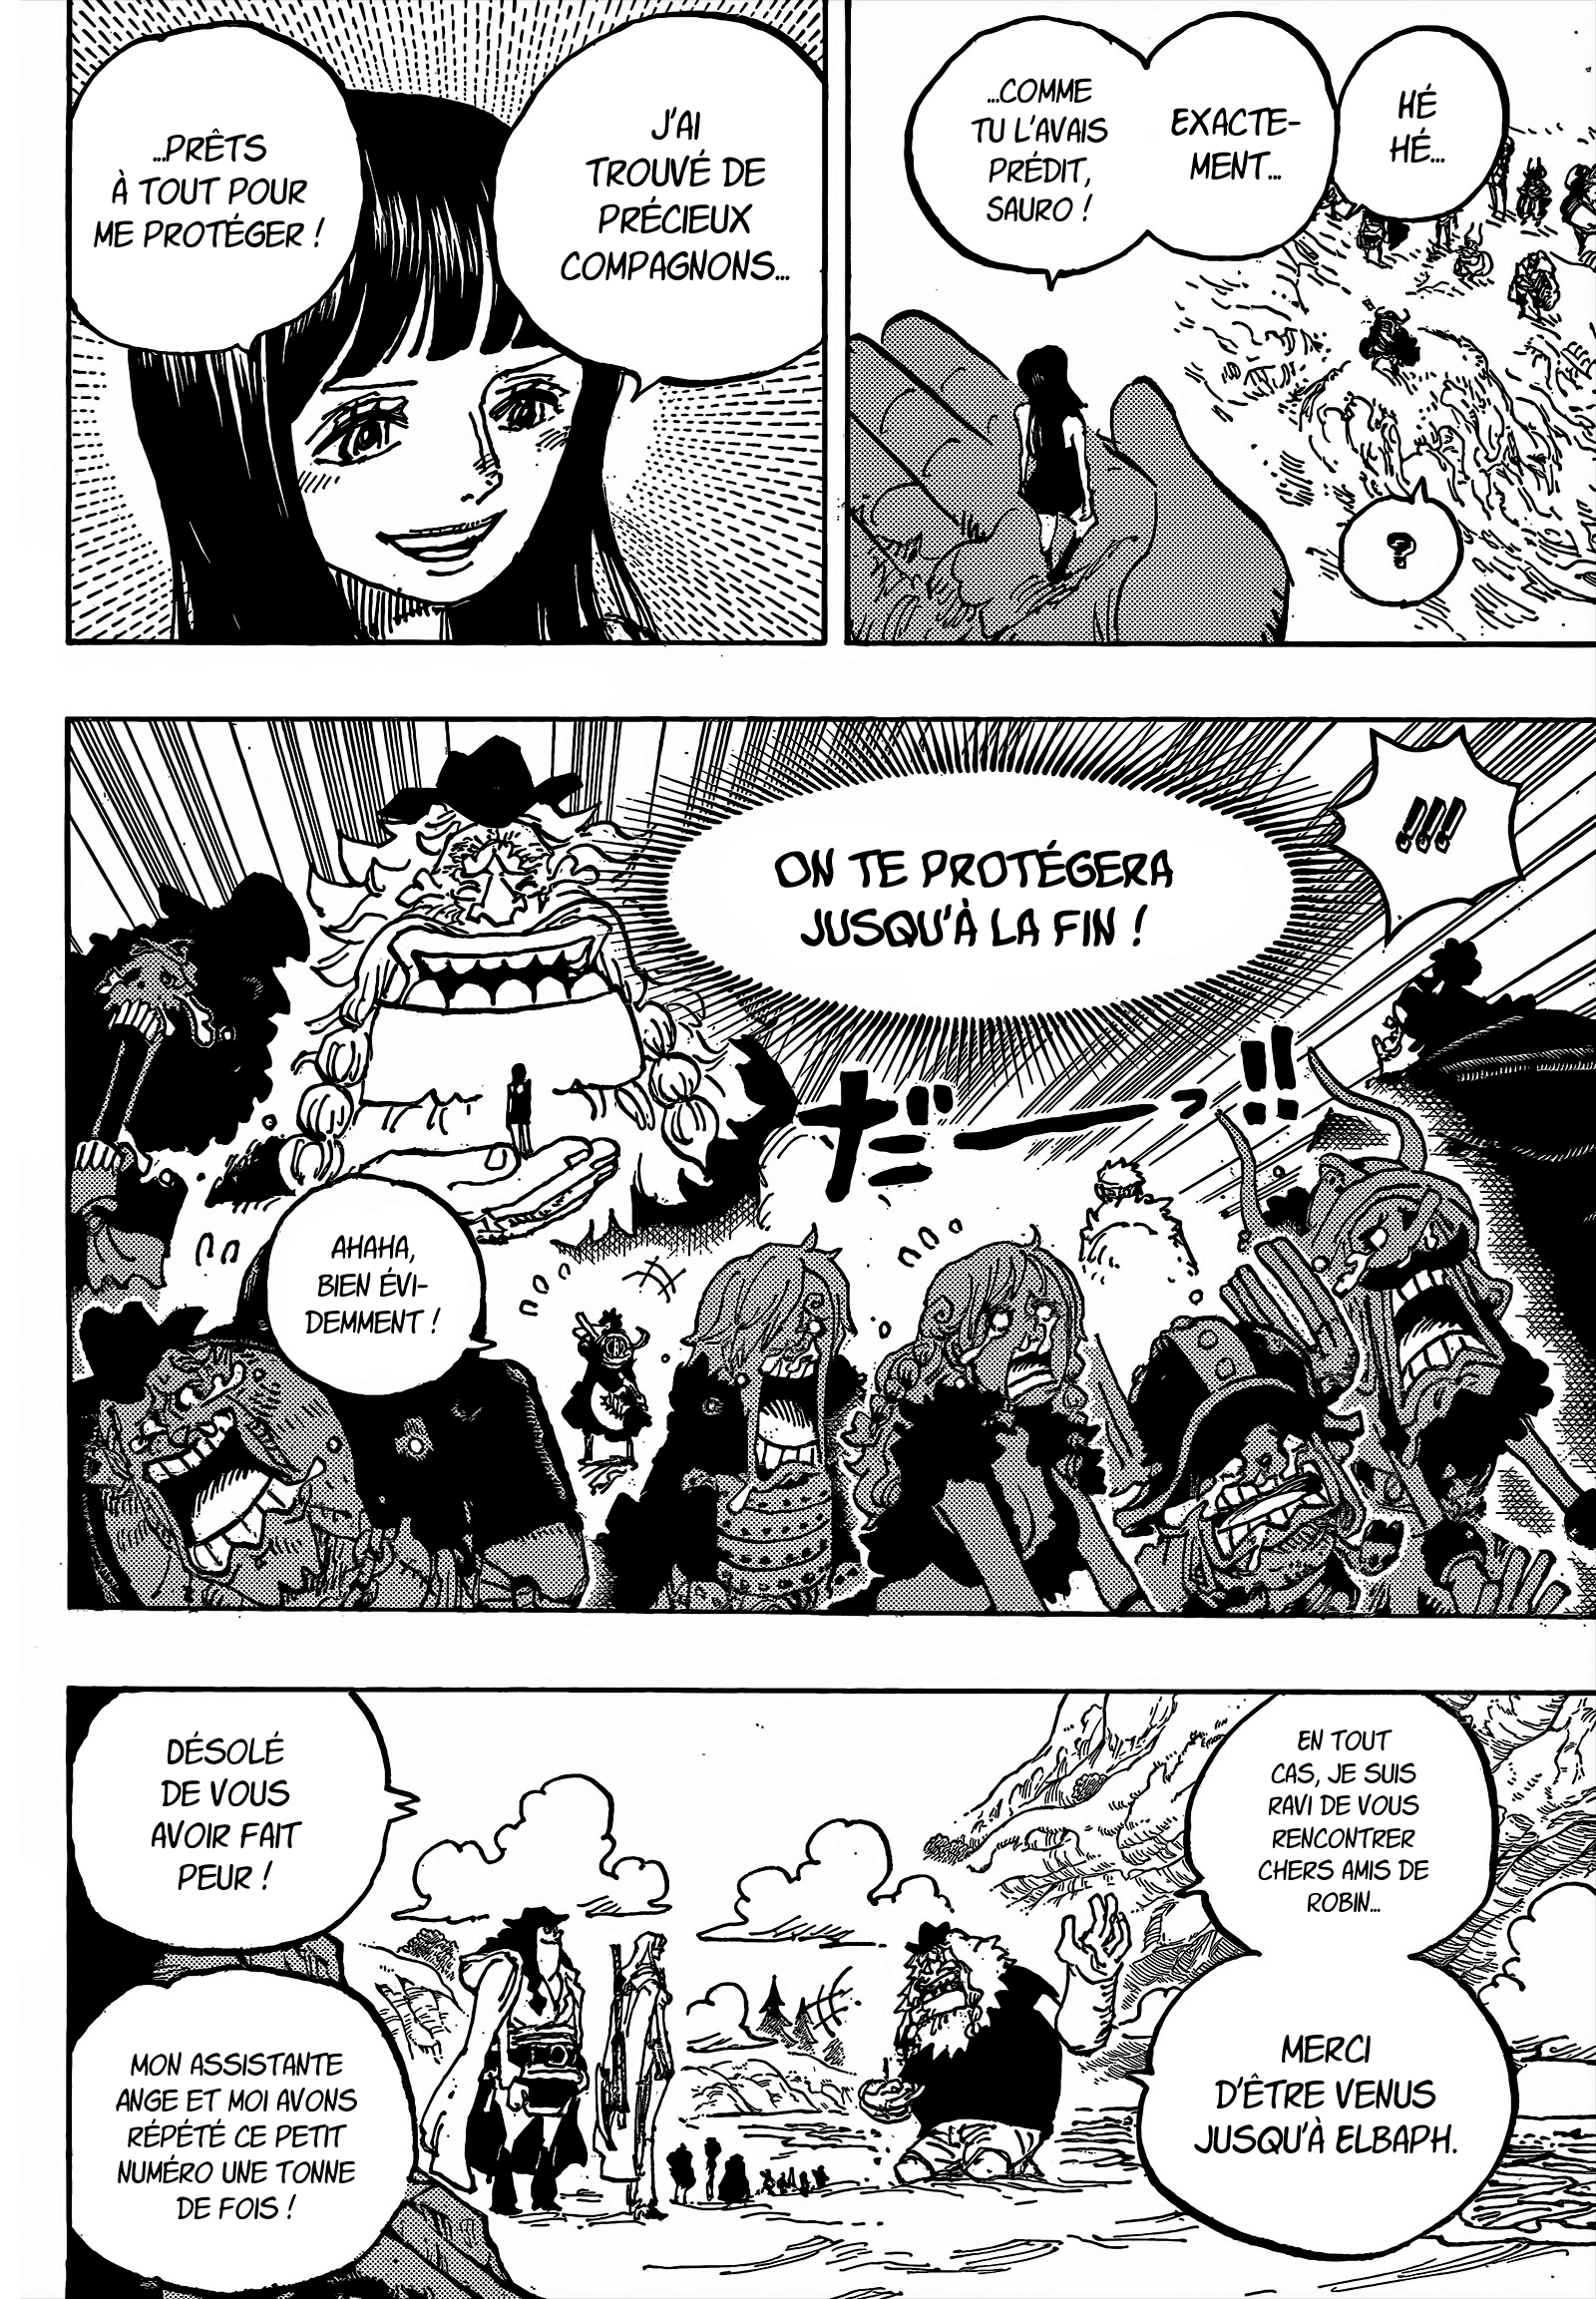 HÉ
HÉ...
EXACTE-
MENT...
...COMME
TU L'AVAIS
PRÉDIT,
SAURO !
?
J'AI
TROUVÉ DE
PRÉCIEUX
COMPAGNONS...
...PRÊTS
À TOUT POUR
ME PROTÉGER !
!!!!
ON TE PROTÉGERA
JUSQU'À LA FIN !
だーっ!!
AHAHA,
BIEN ÉVI-
DEMMENT !
EN TOUT
CAS, JE SUIS
RAVI DE VOUS
RENCONTRER
CHERS AMIS DE
ROBIN...
MERCI
D'ÊTRE VENUS
JUSQU'À ELBAPH.
DÉSOLÉ
DE VOUS
AVOIR FAIT
PEUR !
MON ASSISTANTE
ANGE ET MOI AVONS
RÉPÉTÉ CE PETIT
NUMÉRO UNE TONNE
DE FOIS !